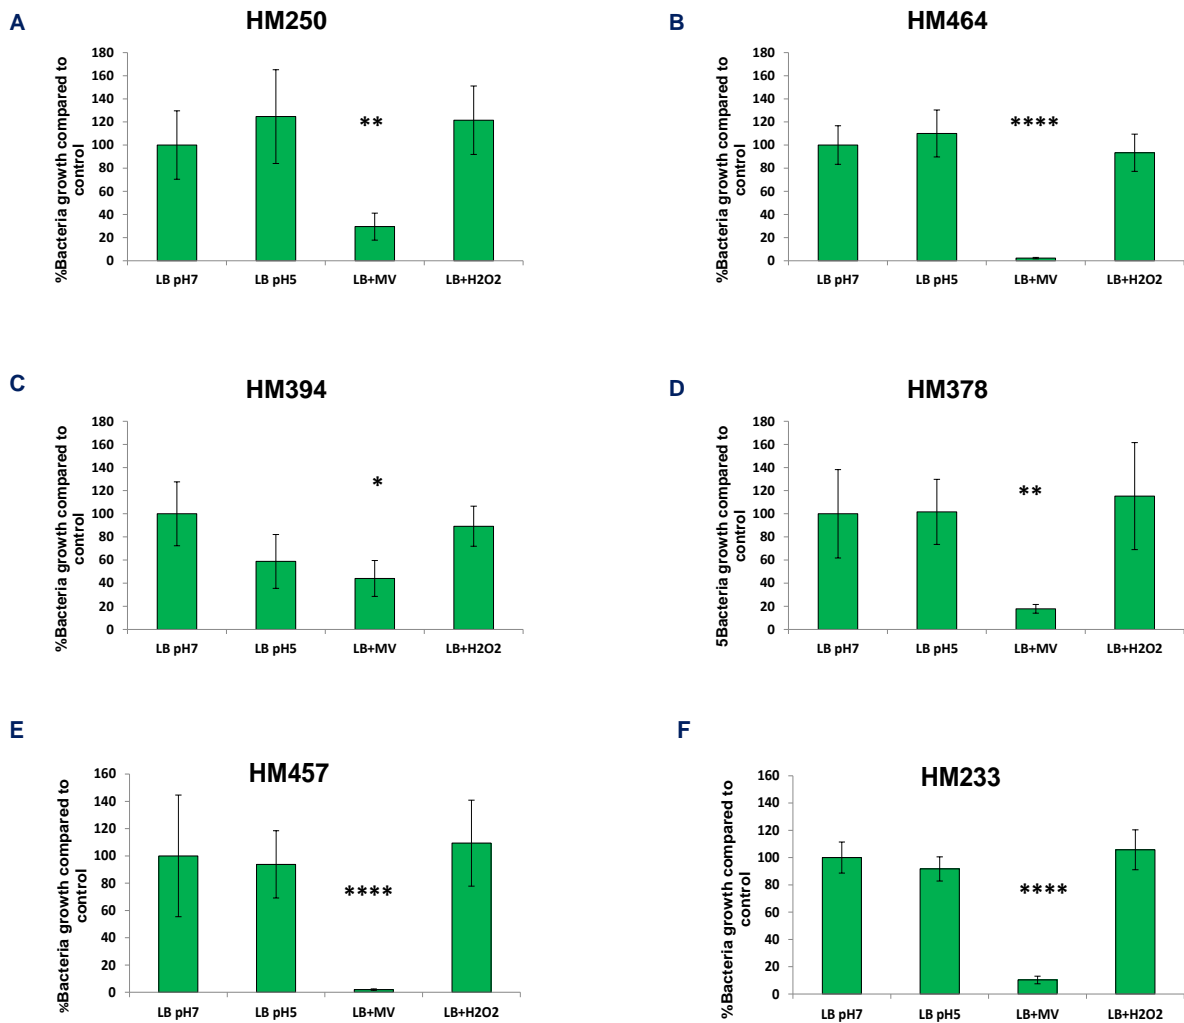 A
HM250
%Bacteria growth compared to
control
180
160
140
120
100
80
60
40
20
0
**
LB pH7 LB pH5 LB+MV LB+H2O2
B
HM464
%Bacteria growth compared to
control
180
160
140
120
100
80
60
40
20
0
****
LB pH7 LB pH5 LB+MV LB+H2O2
C
HM394
%Bacteria growth compared to
control
180
160
140
120
100
80
60
40
20
0
*
LB pH7 LB pH5 LB+MV LB+H2O2
D
HM378
5Bacteria growth compared to
control
180
160
140
120
100
80
60
40
20
0
**
LB pH7 LB pH5 LB+MV LB+H2O2
E
HM457
%Bacteria growth compared to
control
160
140
120
100
80
60
40
20
0
****
LB pH7 LB pH5 LB+MV LB+H2O2
F
HM233
%Bacteria growth compared to
control
160
140
120
100
80
60
40
20
0
****
LB pH7 LB pH5 LB+MV LB+H2O2